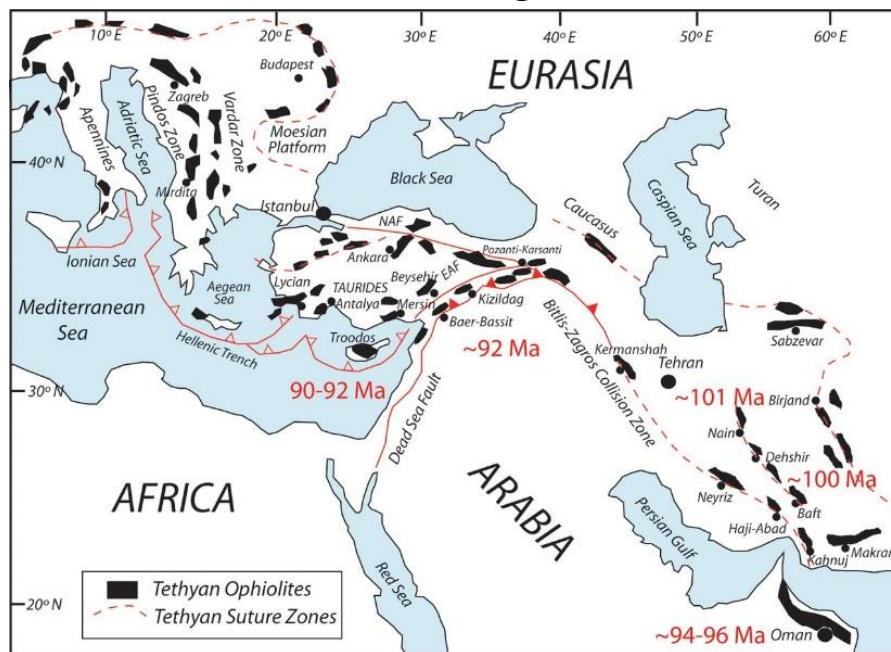 10º E
20º E
30º E
40º E
50º E
60º E
EURASIA
Budapest
Zagreb
Apennines
Adriatic Sea
Pindos Zone
Vardar Zone
Moesian
Platform
40º N
Mirdita
Black Sea
Caspian Sea
Turan
Istanbul
NAF
Caucasus
Ionian Sea
Ankara
Pozanti-Karsanti
Aegean
Sea
Lycian
TAURIDES
Beysehir
EAF
Antalya
Mersin
Kizildag
Mediterranean
Sea
Baer-Bassit
Bitlis-Zagros Collision Zone
Sabzevar
Hellenic Trench
Troodos
~92 Ma
Kermanshah
Tehran
30º N
90-92 Ma
Dead Sea Fault
~101 Ma
Birjand
Nain
Dehshir
~100 Ma
AFRICA
ARABIA
Neyriz
Baft
Persian Gulf
Haji-Abad
Kahnuj
Makran
Red Sea
Tethyan Ophiolites
Tethyan Suture Zones
20º N
~94-96 Ma
Oman